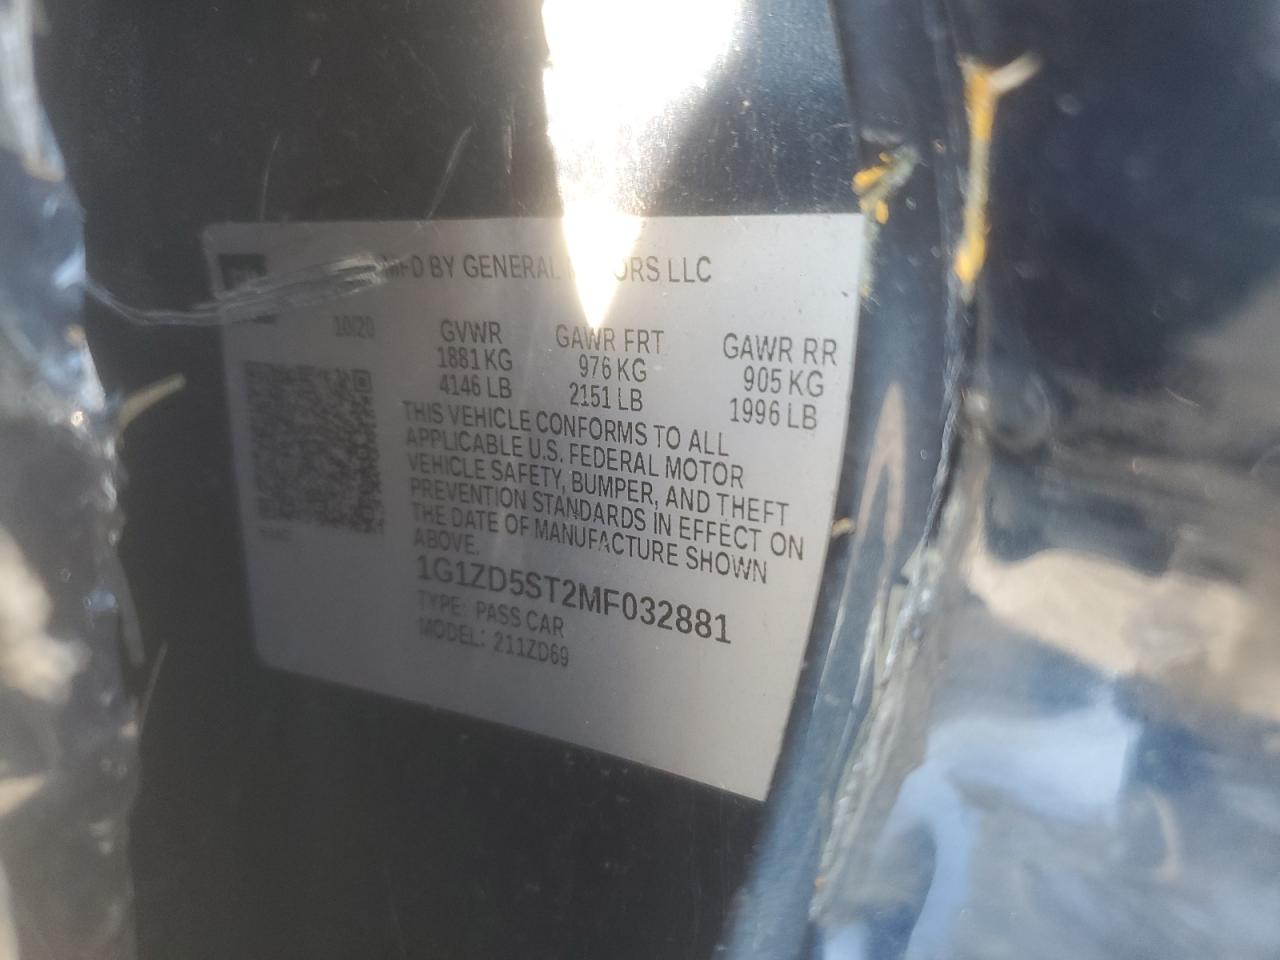 MFD BY GENERAL MOTORS LLC
10/20
GVWR GAWR FRT GAWR RR
1881 KG 976 KG 905 KG
4146 LB 2151 LB 1996 LB
THIS VEHICLE CONFORMS TO ALL
APPLICABLE U.S. FEDERAL MOTOR
VEHICLE SAFETY, BUMPER, AND THEFT
PREVENTION STANDARDS IN EFFECT ON
THE DATE OF MANUFACTURE SHOWN
ABOVE.
1G1ZD5ST2MF032881
TYPE: PASS CAR
MODEL: 211ZD69